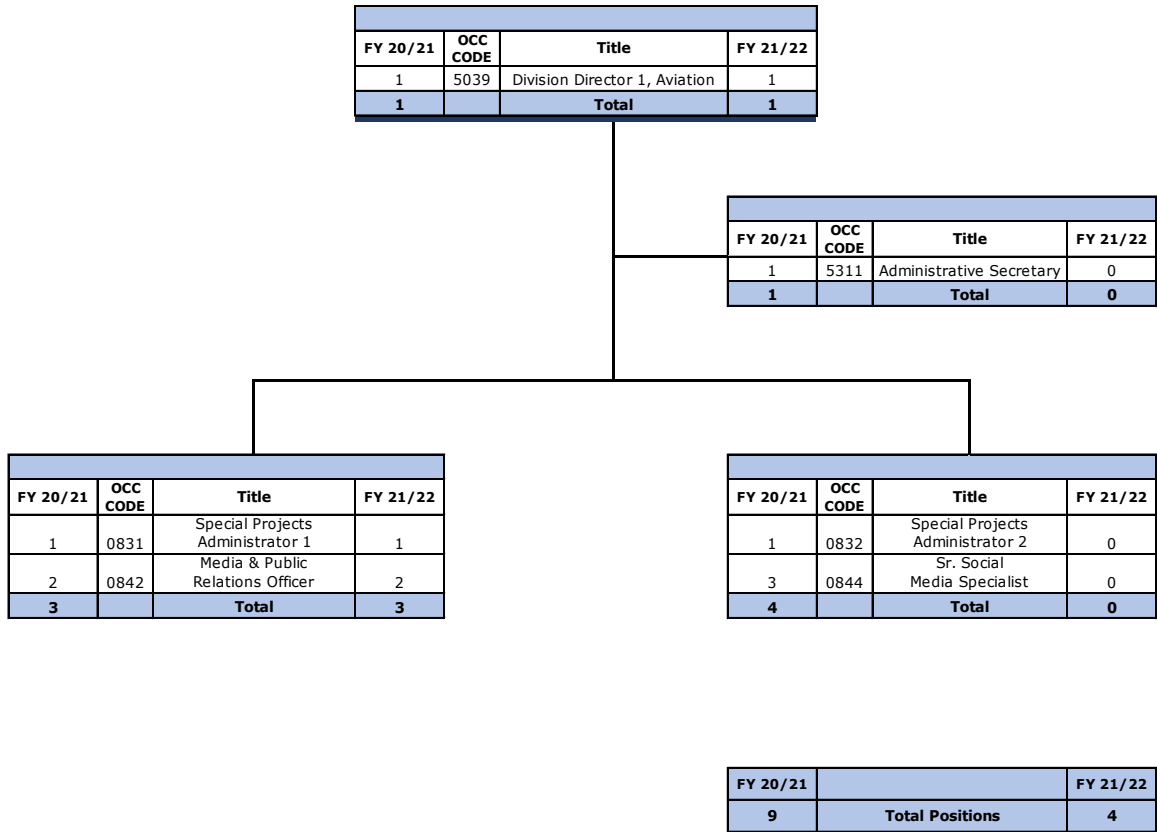 FY 20/21 OCC CODE Title FY 21/22
1 5039 Division Director 1, Aviation 1
1 Total 1
FY 20/21 OCC CODE Title FY 21/22
1 5311 Administrative Secretary 0
1 Total 0
FY 20/21 OCC CODE Title FY 21/22
1 0831 Special Projects Administrator 1 1
2 0842 Media & Public Relations Officer 2
3 Total 3
FY 20/21 OCC CODE Title FY 21/22
1 0832 Special Projects Administrator 2 0
3 0844 Sr. Social Media Specialist 0
4 Total 0
FY 20/21 FY 21/22
9 Total Positions 4